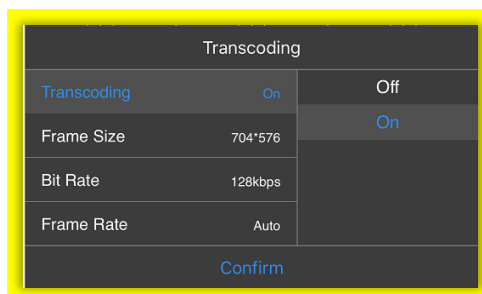 Transcoding
Transcoding On
Off
On
Frame Size 704*576
Bit Rate 128kbps
Frame Rate Auto
Confirm